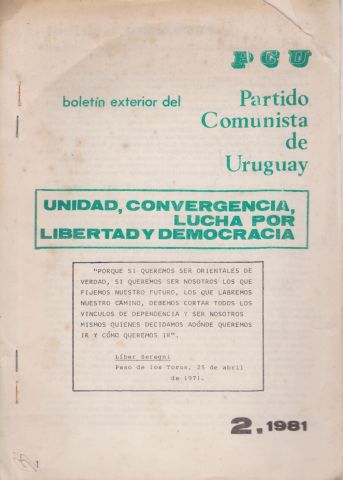 PCU
boletín exterior del
Partido
Comunista
de
Uruguay
UNIDAD, CONVERGENCIA,
LUCHA POR
LIBERTAD Y DEMOCRACIA
"PORQUE SI QUEREMOS SER ORIENTALES DE
VERDAD, SI QUEREMOS SER NOSOTROS LOS QUE
FIJEMOS NUESTRO FUTURO, LOS QUE LABREMOS
NUESTRO CAMINO, DEBEMOS CORTAR TODOS LOS
VINCULOS DE DEPENDENCIA Y SER NOSOTROS
MISMOS QUIENES DECIDAMOS ADÓNDE QUEREMOS
IR Y CÓMO QUEREMOS IR".
Líber Seregni
Paso de los Toros, 25 de abril
de 1971.
2. 1981